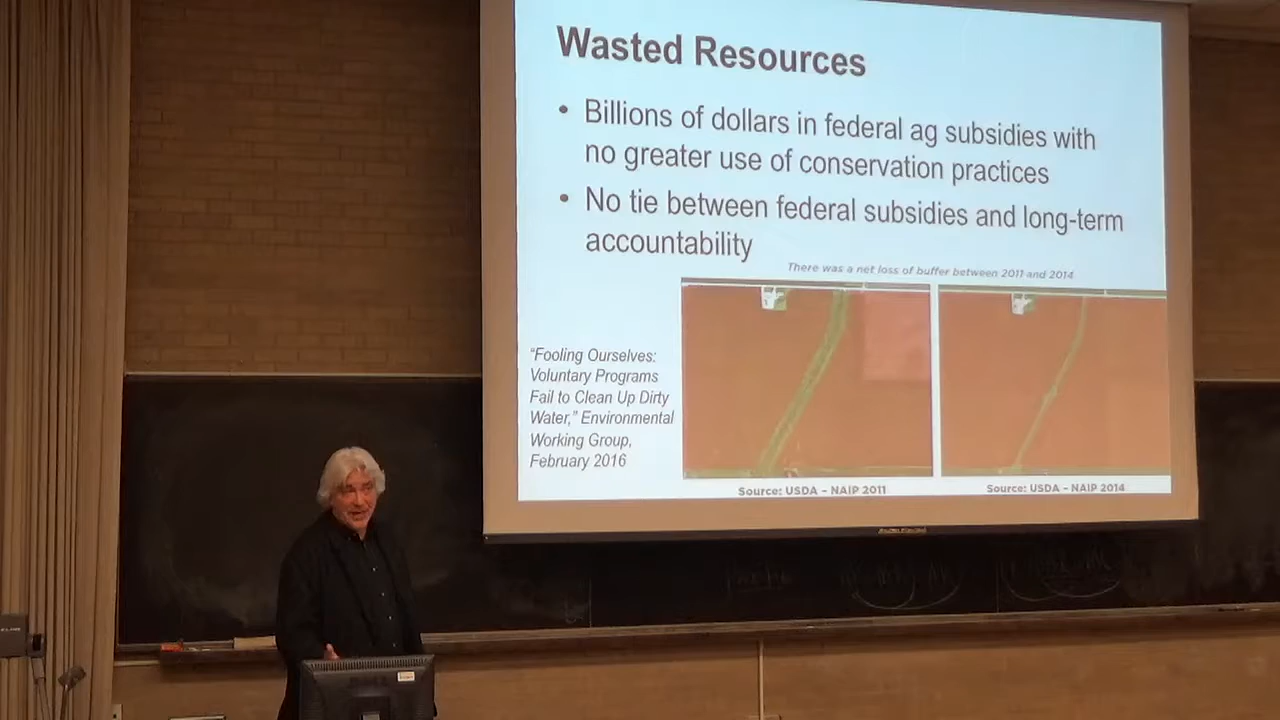 Wasted Resources
• Billions of dollars in federal ag subsidies with
no greater use of conservation practices
• No tie between federal subsidies and long-term
accountability
There was a net loss of buffer between 2011 and 2014
“Fooling Ourselves:
Voluntary Programs
Fail to Clean Up Dirty
Water,” Environmental
Working Group,
February 2016
Source: USDA – NAIP 2011
Source: USDA – NAIP 2014